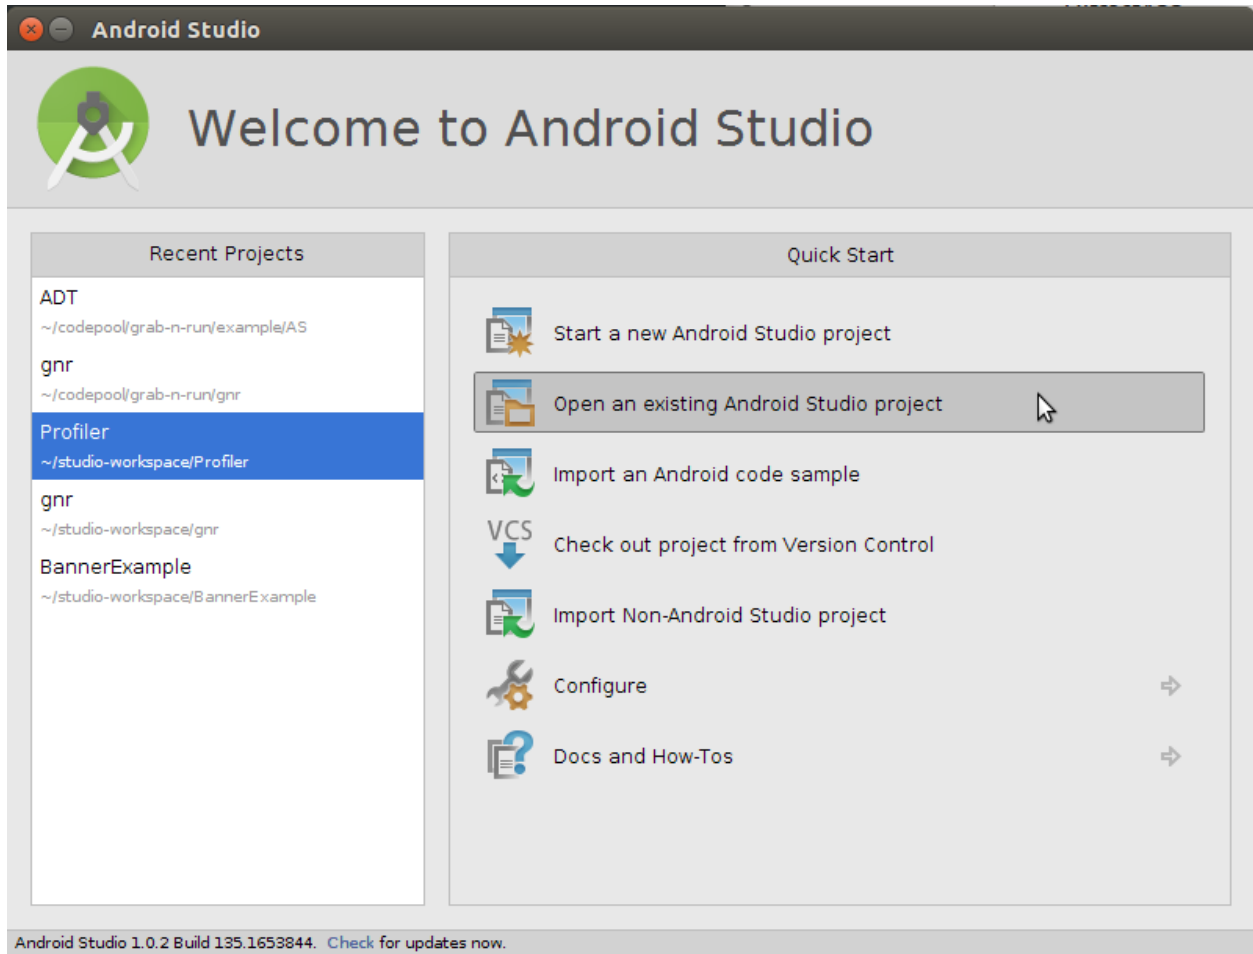 Android Studio
Welcome to Android Studio
Recent Projects
ADT
~/codepool/grab-n-run/example/AS
gnr
~/codepool/grab-n-run/gnr
Profiler
~/studio-workspace/Profiler
gnr
~/studio-workspace/gnr
BannerExample
~/studio-workspace/BannerExample
Quick Start
Start a new Android Studio project
Open an existing Android Studio project
Import an Android code sample
VCS
Check out project from Version Control
Import Non-Android Studio project
Configure
Docs and How-Tos
Android Studio 1.0.2 Build 135.1653844. Check for updates now.